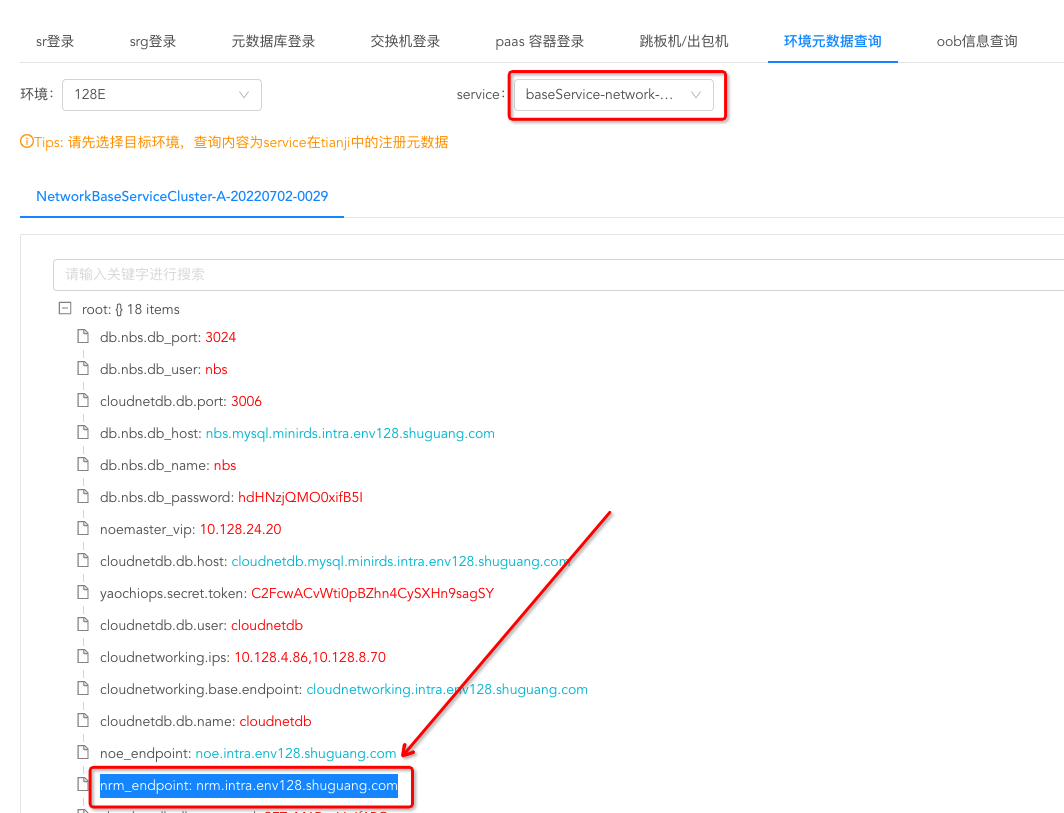 sr登录 srg登录 元数据库登录 交换机登录 paas 容器登录 跳板机/出包机 环境元数据查询 oob信息查询
环境： 128E service： baseService-network-...
Tips: 请先选择目标环境，查询内容为service在tianji中的注册元数据
NetworkBaseServiceCluster-A-20220702-0029
请输入关键字进行搜索
root: {} 18 items
db.nbs.db_port: 3024
db.nbs.db_user: nbs
cloudnetdb.db.port: 3006
db.nbs.db_host: nbs.mysql.minirds.intra.env128.shuguang.com
db.nbs.db_name: nbs
db.nbs.db_password: hdHNzjQMO0xifB5I
noemaster_vip: 10.128.24.20
cloudnetdb.db.host: cloudnetdb.mysql.minirds.intra.env128.shuguang.com
yaochiops.secret.token: C2FcwACvWti0pBZhn4CySXHn9sagSY
cloudnetdb.db.user: cloudnetdb
cloudnetworking.ips: 10.128.4.86,10.128.8.70
cloudnetworking.base.endpoint: cloudnetworking.intra.env128.shuguang.com
cloudnetdb.db.name: cloudnetdb
noe_endpoint: noe.intra.env128.shuguang.com
nrm_endpoint: nrm.intra.env128.shuguang.com